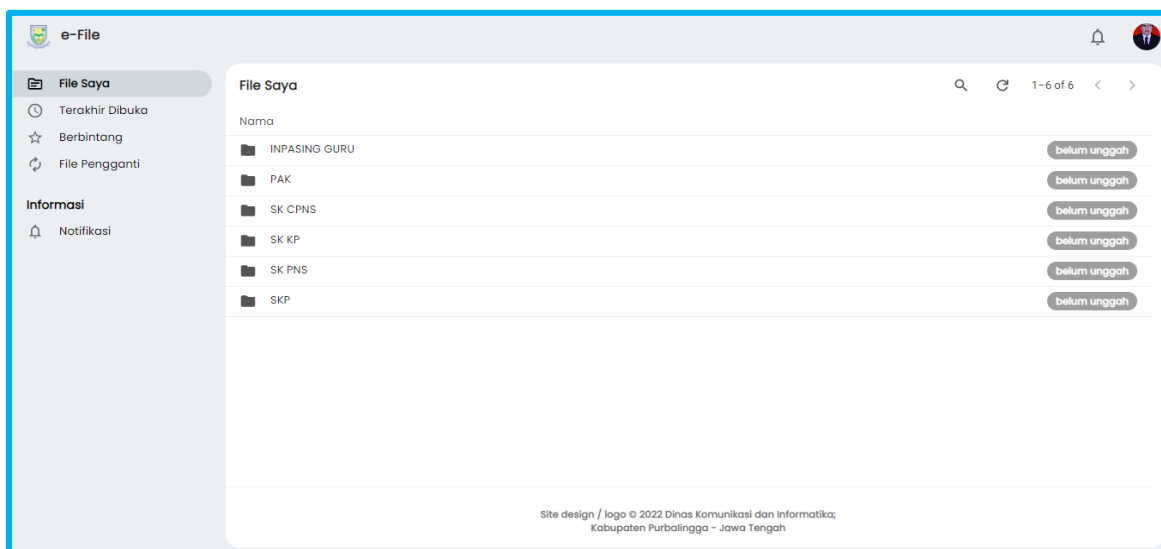 e-File
File Saya
Terakhir Dibuka
Berbintang
File Pengganti
Informasi
Notifikasi
File Saya 1-6 of 6
Nama
INPASING GURU belum unggah
PAK belum unggah
SK CPNS belum unggah
SK KP belum unggah
SK PNS belum unggah
SKP belum unggah
Site design / logo © 2022 Dinas Komunikasi dan Informatika;
Kabupaten Purbalingga - Jawa Tengah